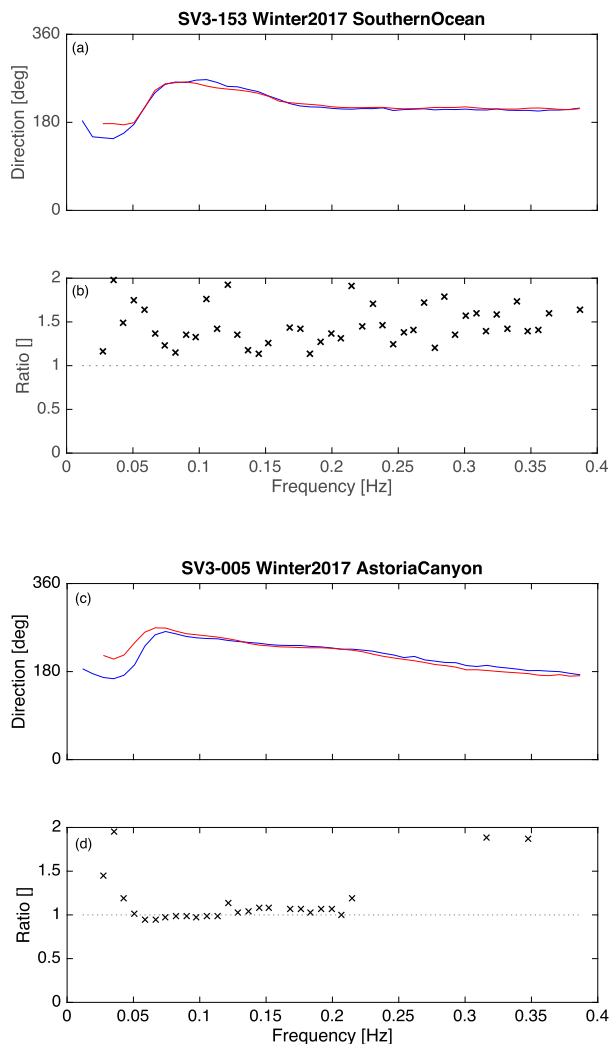 SV3-153 Winter2017 SouthernOcean
360
(a)
Direction [deg]
180
0
2
(b)
1.5
Ratio []
1
0.5
0
0 0.05 0.1 0.15 0.2 0.25 0.3 0.35 0.4
Frequency [Hz]
SV3-005 Winter2017 AstoriaCanyon
360
(c)
Direction [deg]
180
0
2
(d)
1.5
Ratio []
1
0.5
0
0 0.05 0.1 0.15 0.2 0.25 0.3 0.35 0.4
Frequency [Hz]